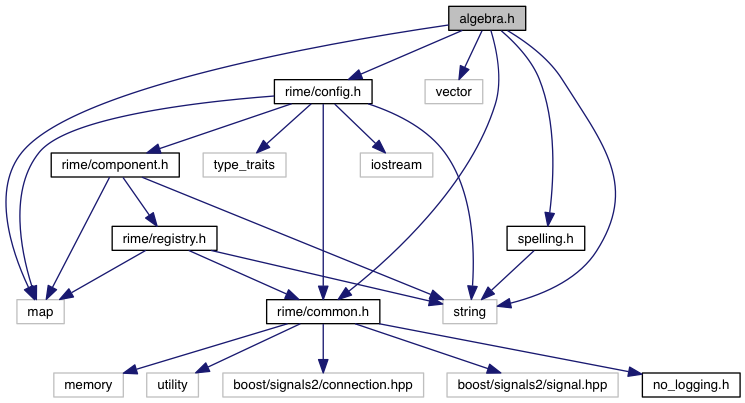 algebra.h
rime/config.h
vector
rime/component.h
type_traits
iostream
rime/registry.h
spelling.h
map
rime/common.h
string
memory
utility
boost/signals2/connection.hpp
boost/signals2/signal.hpp
no_logging.h